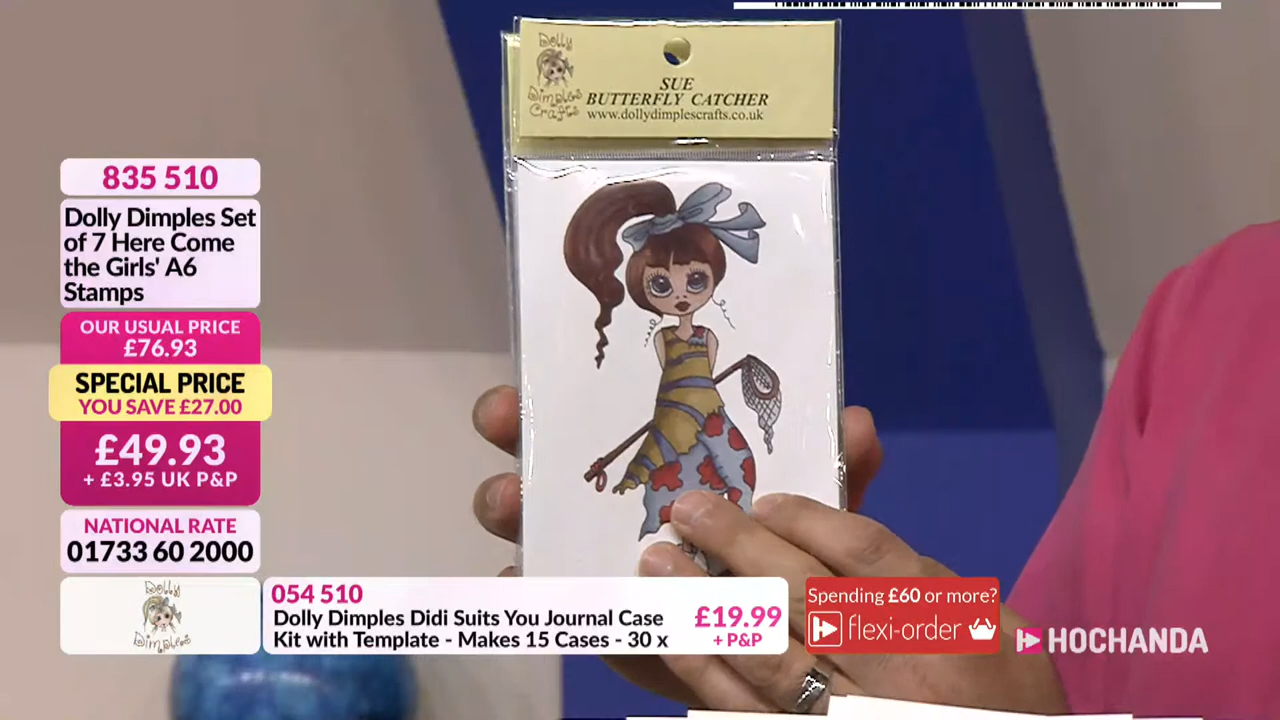 Dolly
Dimples
Crafts
SUE
BUTTERFLY CATCHER
www.dollydimplescrafts.co.uk
835 510
Dolly Dimples Set
of 7 Here Come
the Girls' A6
Stamps
OUR USUAL PRICE
£76.93
SPECIAL PRICE
YOU SAVE £27.00
£49.93
+ £3.95 UK P&P
NATIONAL RATE
01733 60 2000
Dolly
Dimples
054 510
Dolly Dimples Didi Suits You Journal Case
Kit with Template - Makes 15 Cases - 30 x
£19.99
+ P&P
Spending £60 or more?
flexi-order
HOCHANDA